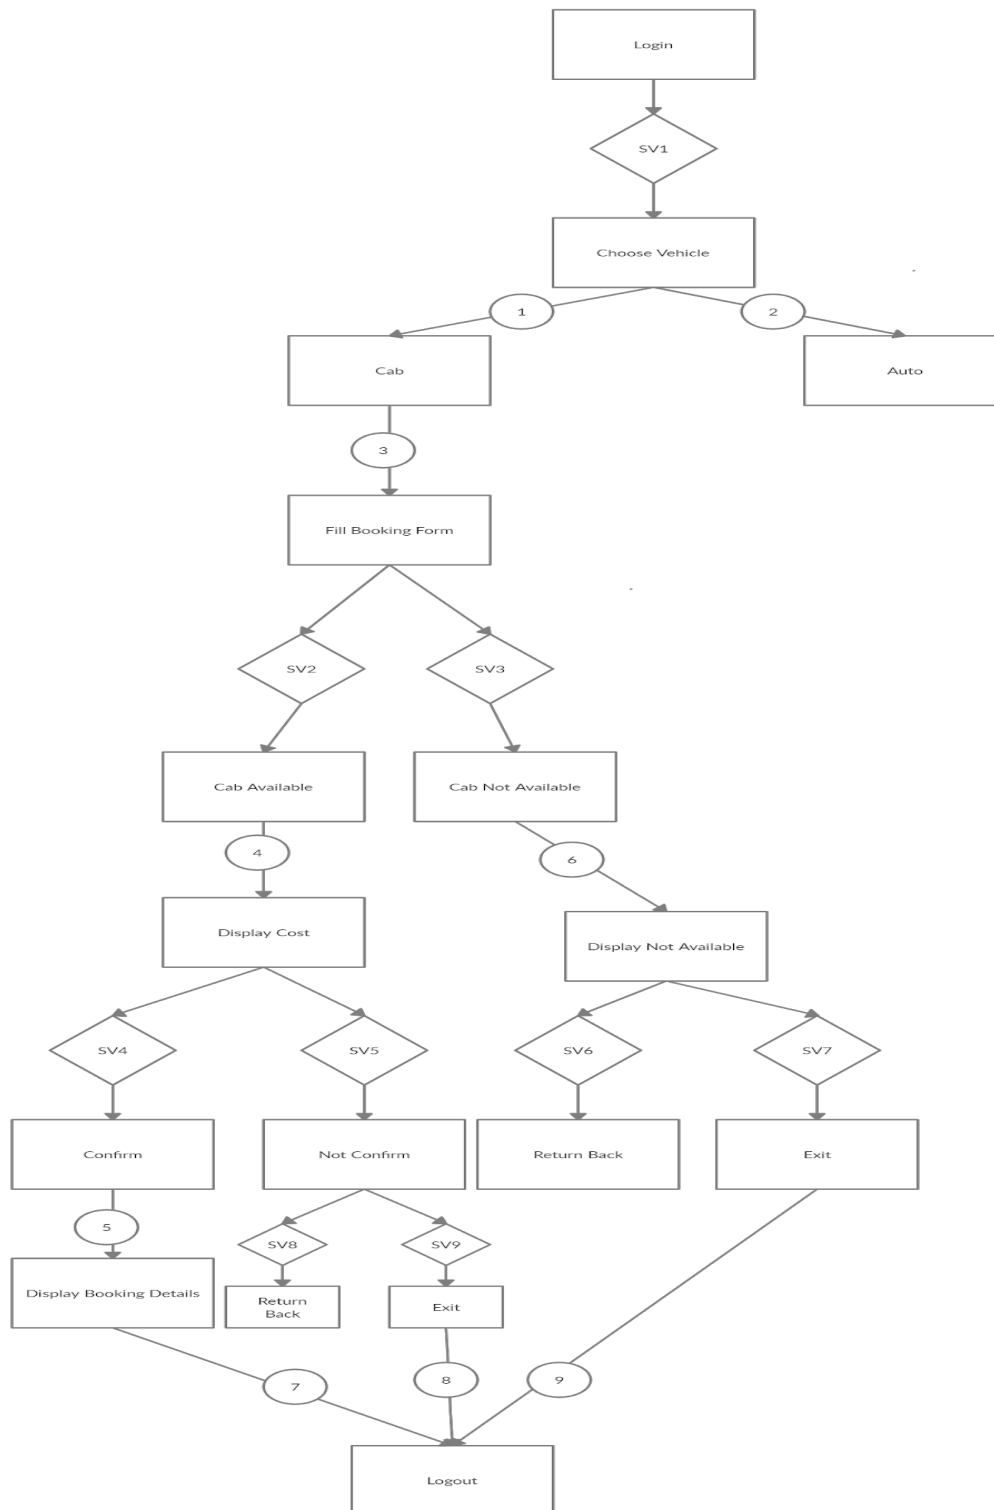 Login
SV1
Choose Vehicle
1
2
Cab
Auto
3
Fill Booking Form
SV2
SV3
Cab Available
Cab Not Available
4
6
Display Cost
Display Not Available
SV4
SV5
SV6
SV7
Confirm
Not Confirm
Return Back
Exit
5
SV8
SV9
Display Booking Details
Return
Back
Exit
7
8
9
Logout